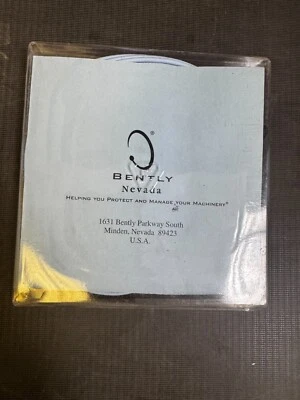 ®
BENTLY
Nevada
HELPING YOU PROTECT AND MANAGE YOUR MACHINERY®
1631 Bently Parkway South
Minden, Nevada 89423
U.S.A.